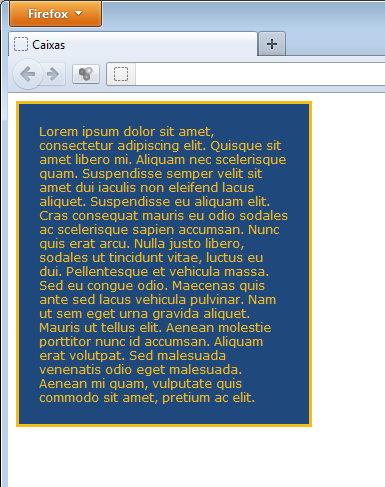 Firefox
Caixas
Lorem ipsum dolor sit amet,
consectetur adipiscing elit. Quisque sit
amet libero mi. Aliquam nec scelerisque
quam. Suspendisse semper velit sit
amet dui iaculis non eleifend lacus
aliquet. Suspendisse eu aliquam elit.
Cras consequat mauris eu odio sodales
ac scelerisque sapien accumsan. Nunc
quis erat arcu. Nulla justo libero,
sodales ut tincidunt vitae, luctus eu
dui. Pellentesque et vehicula massa.
Sed eu congue odio. Maecenas quis
ante sed lacus vehicula pulvinar. Nam
ut sem eget urna gravida aliquet.
Mauris ut tellus elit. Aenean molestie
porttitor nunc id accumsan. Aliquam
erat volutpat. Sed malesuada
venenatis odio eget malesuada.
Aenean mi quam, vulputate quis
commodo sit amet, pretium ac elit.